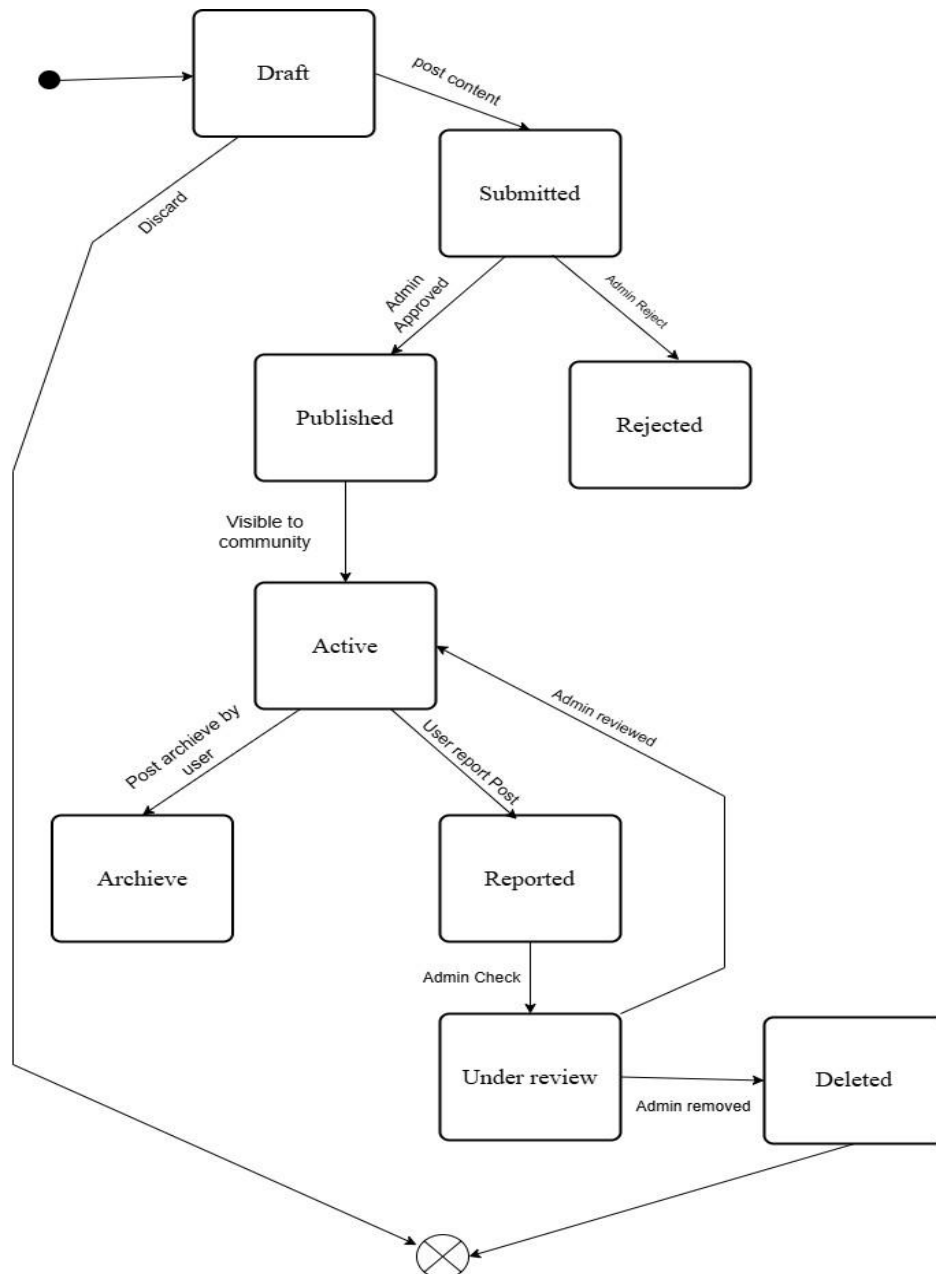 Draft
post content
Discard
Submitted
Admin
Approved
Admin Reject
Published
Rejected
Visible to
community
Active
Admin reviewed
Post archieve by
user
User report Post
Archieve
Reported
Admin Check
Under review
Admin removed
Deleted